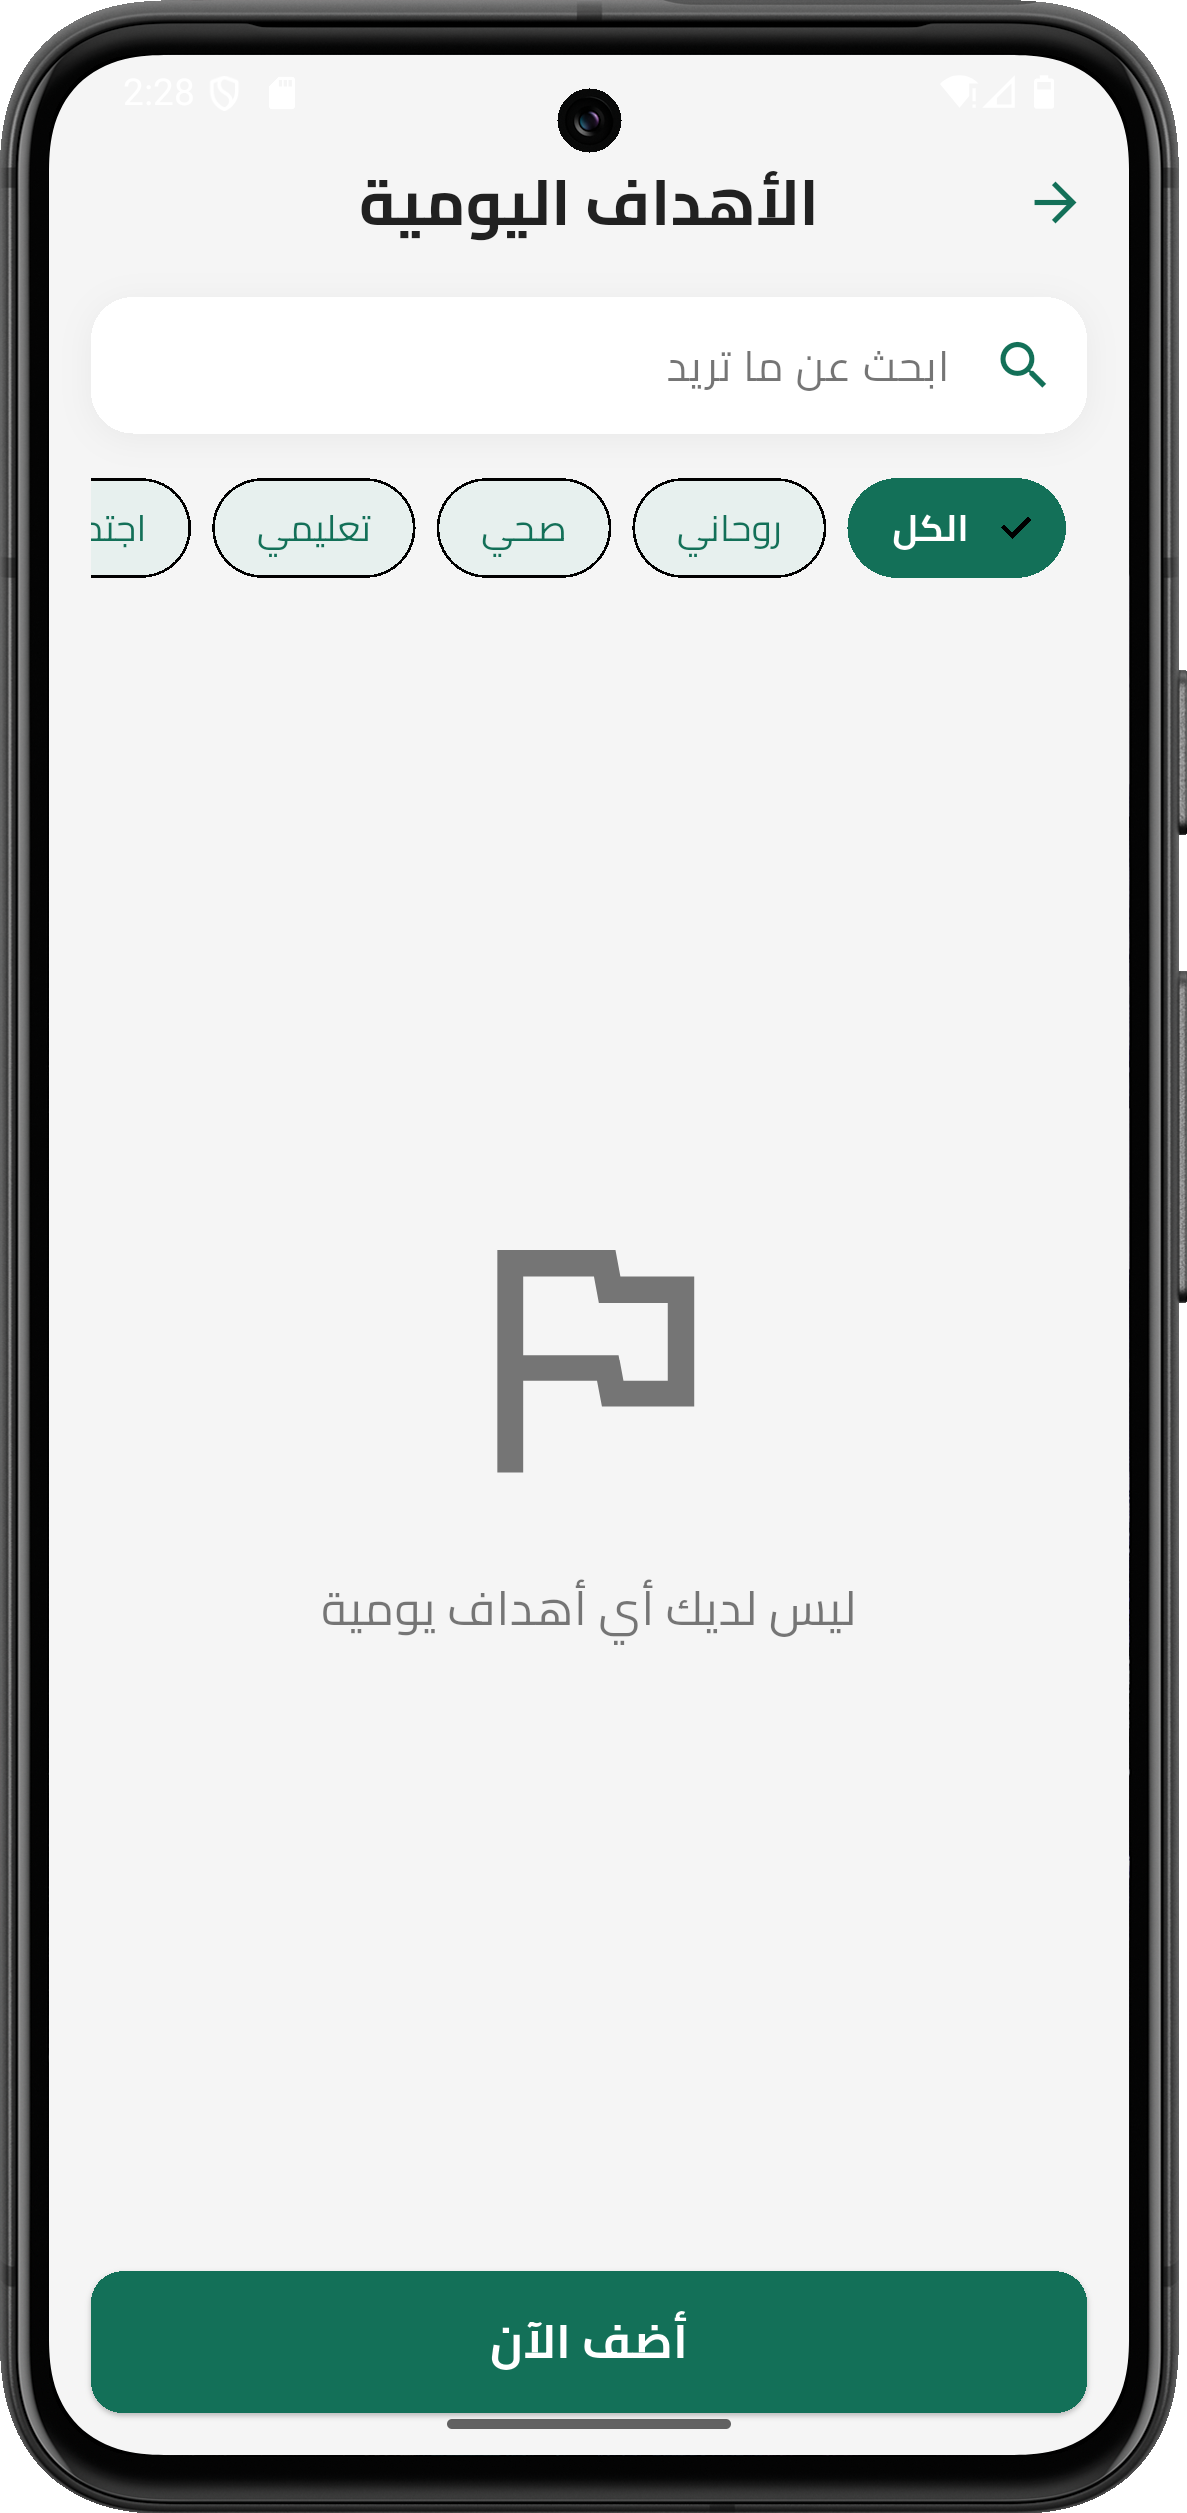 2:28
الأهداف اليومية
ابحث عن ما تريد
الكل روحاني صحي تعليمي
ليس لديك أي أهداف يومية
أضف الآن